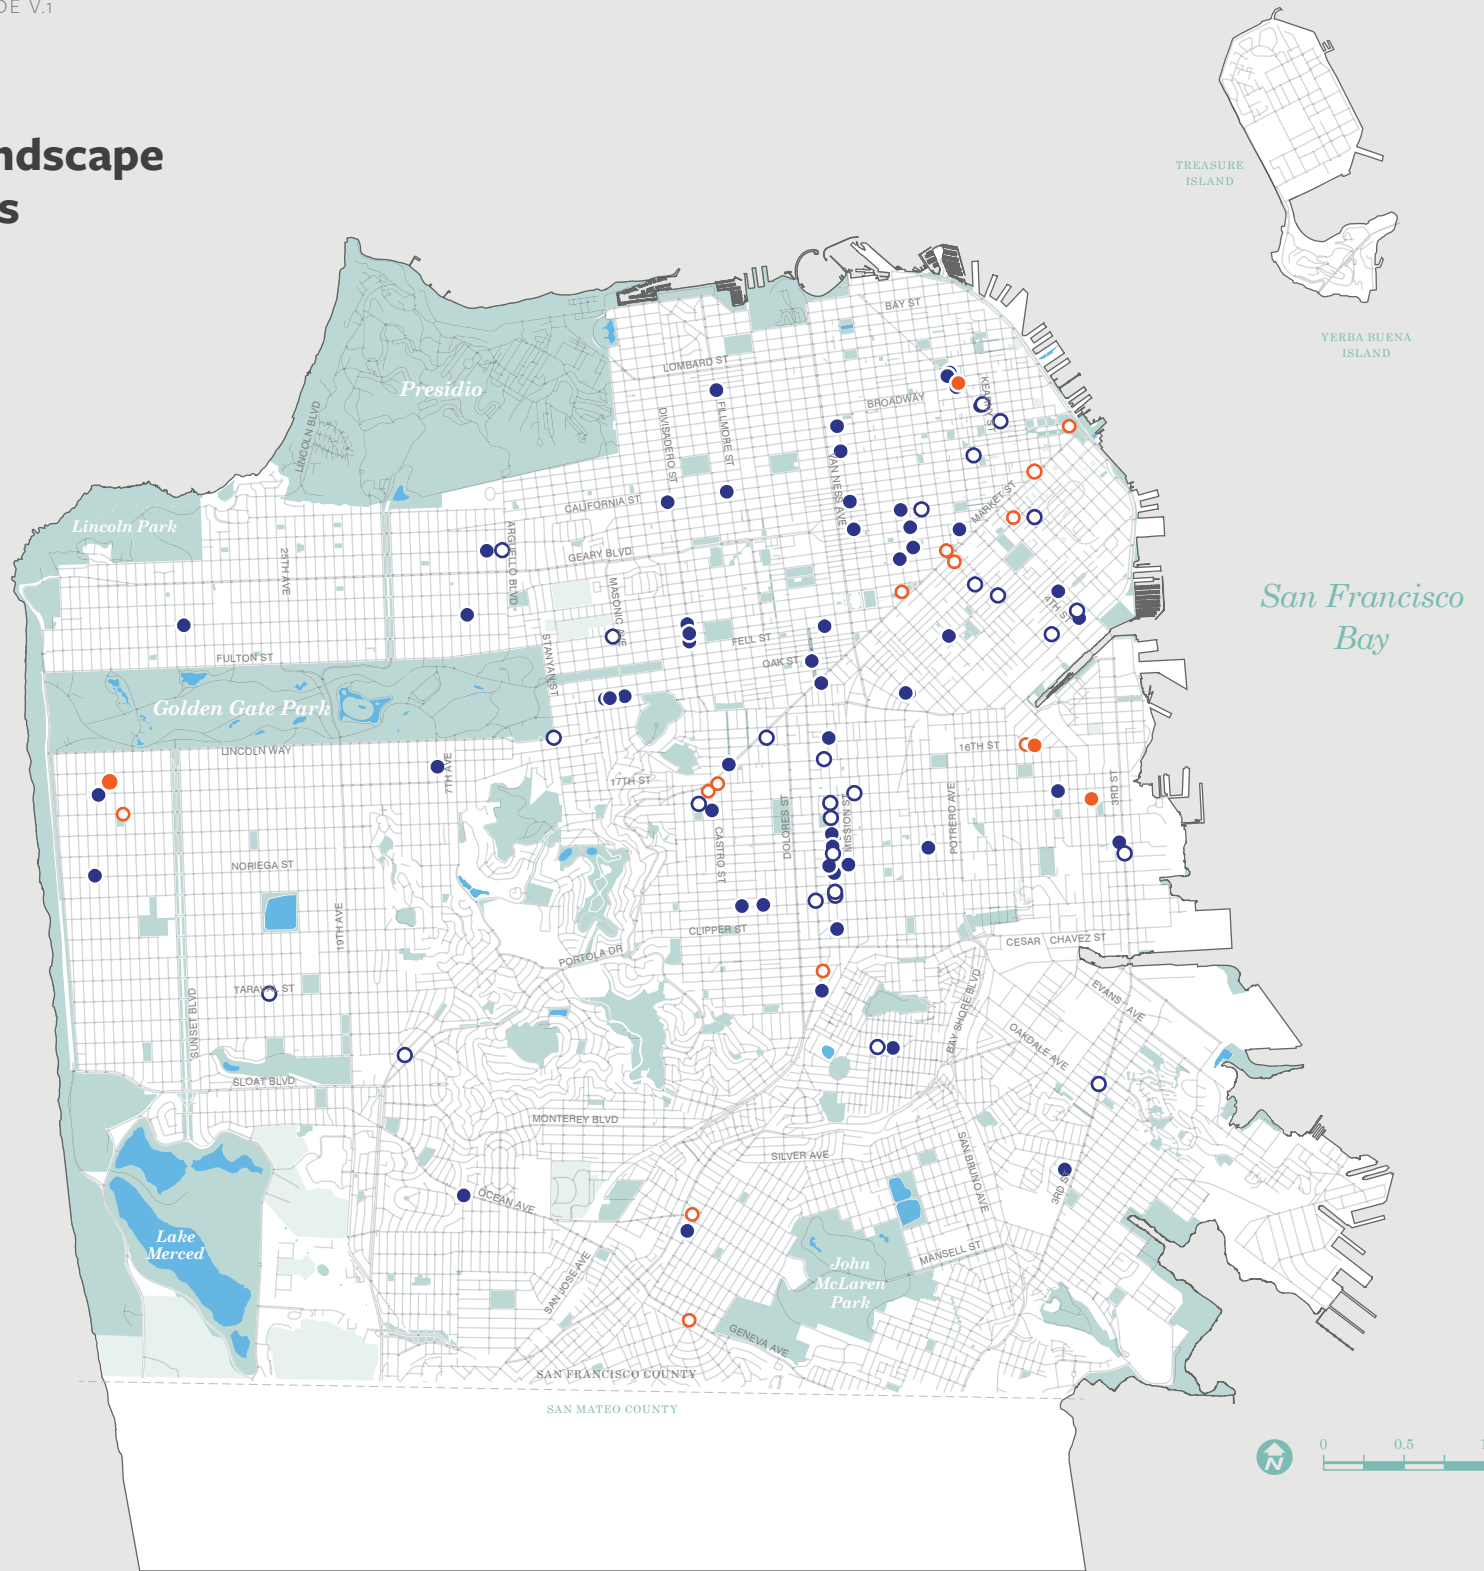 DE V.1
ndscape
s
TREASURE
ISLAND
YERBA BUENA
ISLAND
BAY ST
LOMBARD ST
Presidio
BROADWAY
KEARNY ST
LINCOLN BLVD
DIVISADERO ST
FILLMORE ST
VAN NESS AVE
MARKET ST
CALIFORNIA ST
Lincoln Park
25TH AVE
ARGUELLO BLVD
GEARY BLVD
MASONIC AVE
4TH ST
San Francisco
Bay
FULTON ST
STANYAN ST
FELL ST
OAK ST
Golden Gate Park
LINCOLN WAY
7TH AVE
17TH ST
16TH ST
3RD ST
CASTRO ST
DOLORES ST
MISSION ST
POTRERO AVE
NORIEGA ST
19TH AVE
CLIPPER ST
CESAR CHAVEZ ST
PORTOLA DR
TARAVAL ST
SUNSET BLVD
BAY SHORE BLVD
EVANS AVE
OAKDALE AVE
SLOAT BLVD
MONTEREY BLVD
SILVER AVE
SAN BRUNO AVE
3RD ST
OCEAN AVE
Lake
Merced
SAN JOSE AVE
MANSELL ST
John
McLaren
Park
GENEVA AVE
SAN FRANCISCO COUNTY
SAN MATEO COUNTY
N
0 0.5 1